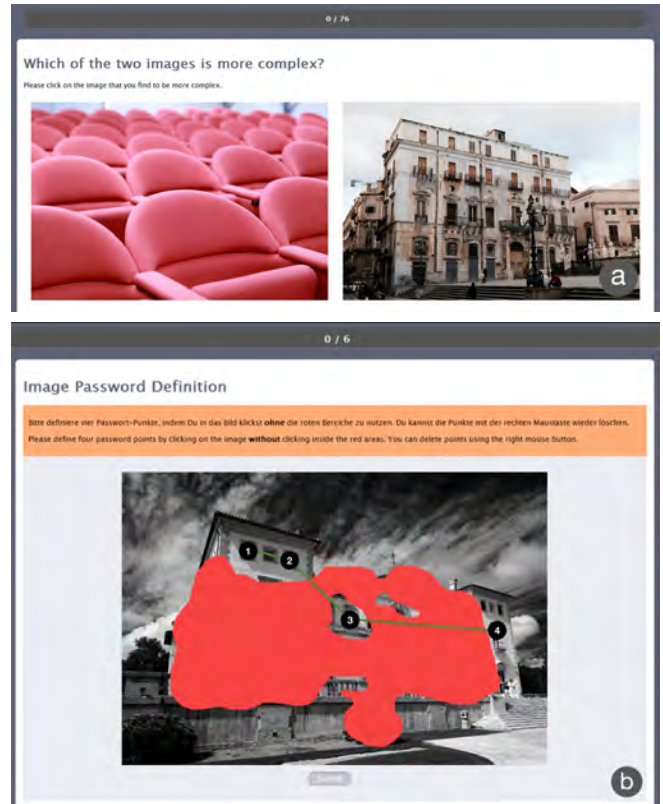 0 / 76
Which of the two images is more complex?
Please click on the image that you find to be more complex.
a
0 / 6
Image Password Definition
Bitte definiere vier Passwort-Punkte, indem Du in das Bild klickst ohne die roten Bereiche zu nutzen. Du kannst die Punkte mit der rechten Maustaste wieder löschen.
Please define four password points by clicking on the image without clicking inside the red areas. You can delete points using the right mouse button.
1
2
3
4
b